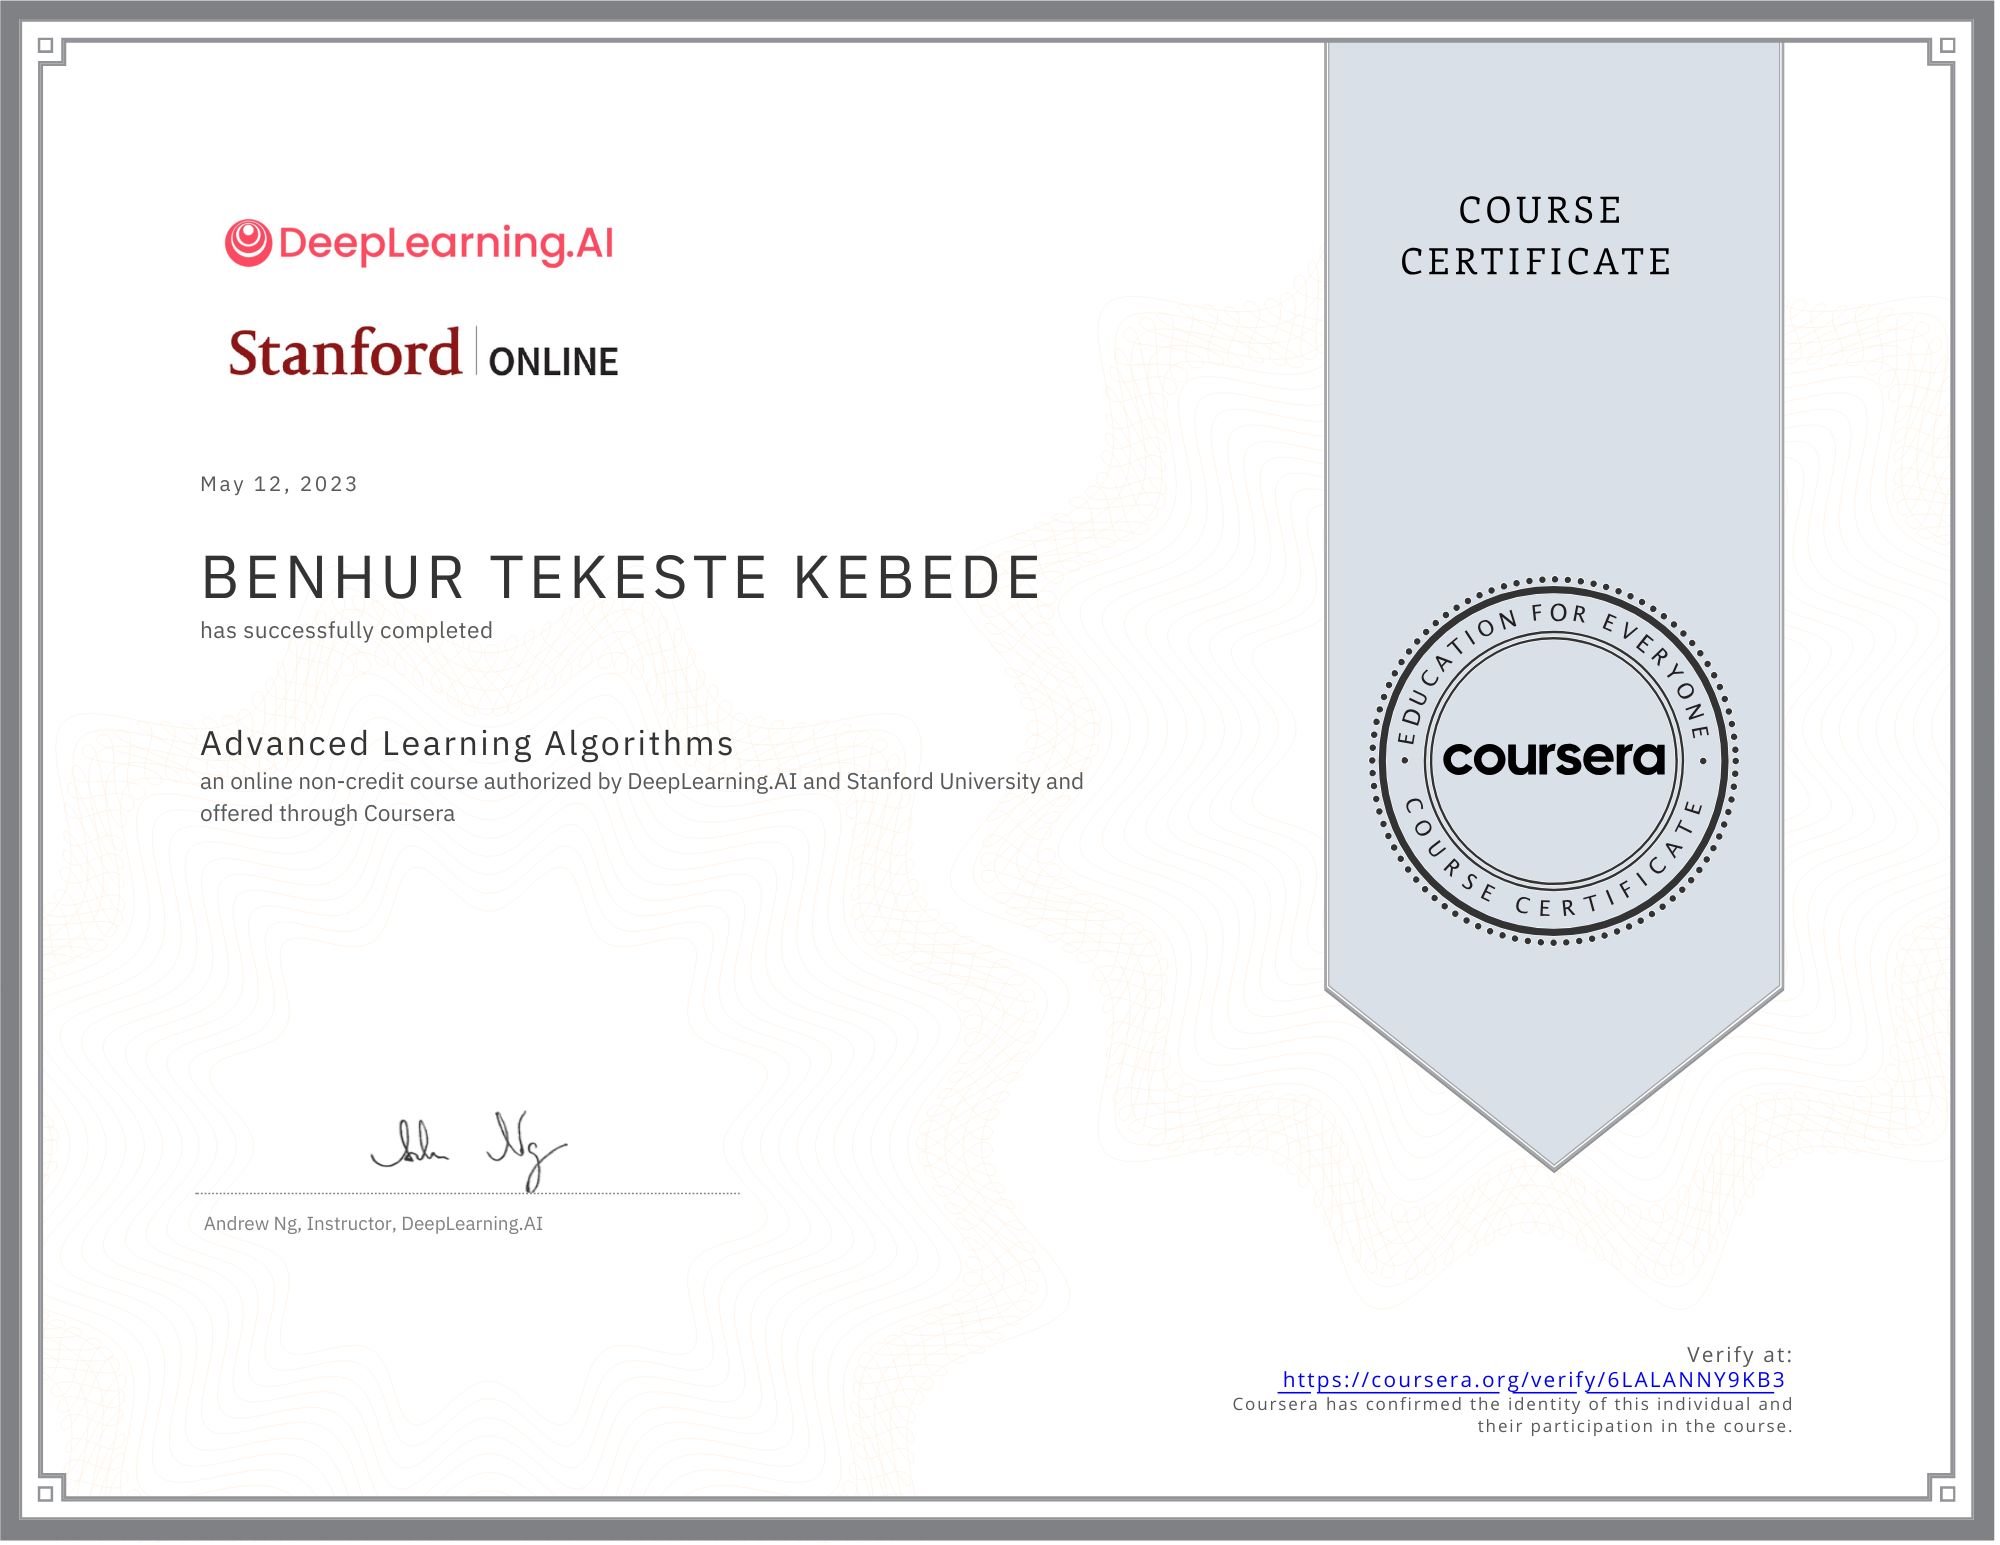 DeepLearning.AI
Stanford ONLINE
May 12, 2023
BENHUR TEKESTE KEBEDE
has successfully completed
Advanced Learning Algorithms
an online non-credit course authorized by DeepLearning.AI and Stanford University and
offered through Coursera
Andrew Ng, Instructor, DeepLearning.AI
COURSE
CERTIFICATE
EDUCATION FOR EVERYONE
coursera
COURSE CERTIFICATE
Verify at:
https://coursera.org/verify/6LALANNY9KB3
Coursera has confirmed the identity of this individual and
their participation in the course.